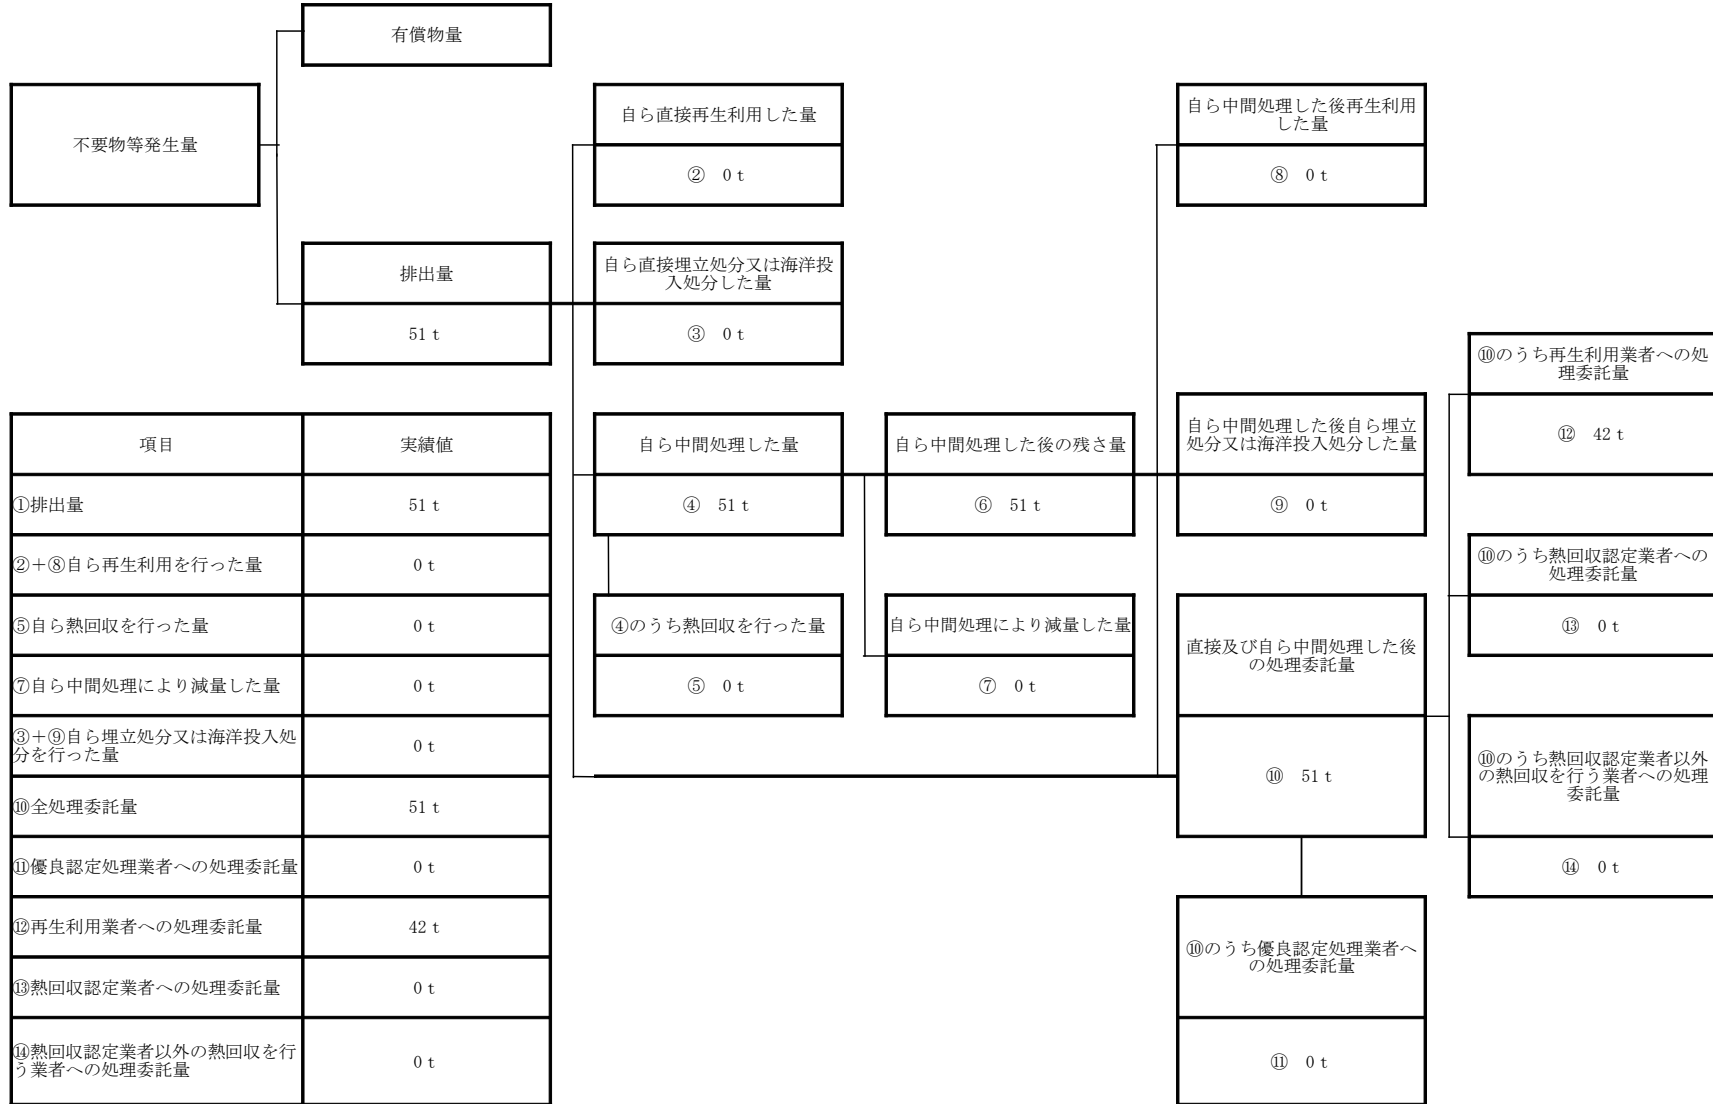 有償物量
不要物等発生量
自ら直接再生利用した量
② 0 t
自ら中間処理した後再生利用
した量
⑧ 0 t
排出量
51 t
自ら直接埋立処分又は海洋投
入処分した量
③ 0 t
⑩のうち再生利用業者への処
理委託量
⑫ 42 t
項目 実績値
①排出量 51 t
②＋⑧自ら再生利用を行った量 0 t
⑤自ら熱回収を行った量 0 t
⑦自ら中間処理により減量した量 0 t
③＋⑨自ら埋立処分又は海洋投入処
分を行った量 0 t
⑩全処理委託量 51 t
⑪優良認定処理業者への処理委託量 0 t
⑫再生利用業者への処理委託量 42 t
⑬熱回収認定業者への処理委託量 0 t
⑭熱回収認定業者以外の熱回収を行
う業者への処理委託量 0 t
自ら中間処理した量
④ 51 t
自ら中間処理した後の残さ量
⑥ 51 t
自ら中間処理した後自ら埋立
処分又は海洋投入処分した量
⑨ 0 t
④のうち熱回収を行った量
⑤ 0 t
自ら中間処理により減量した量
⑦ 0 t
直接及び自ら中間処理した後
の処理委託量
⑩ 51 t
⑩のうち熱回収認定業者への
処理委託量
⑬ 0 t
⑩のうち熱回収認定業者以外
の熱回収を行う業者への処理
委託量
⑭ 0 t
⑩のうち優良認定処理業者へ
の処理委託量
⑪ 0 t